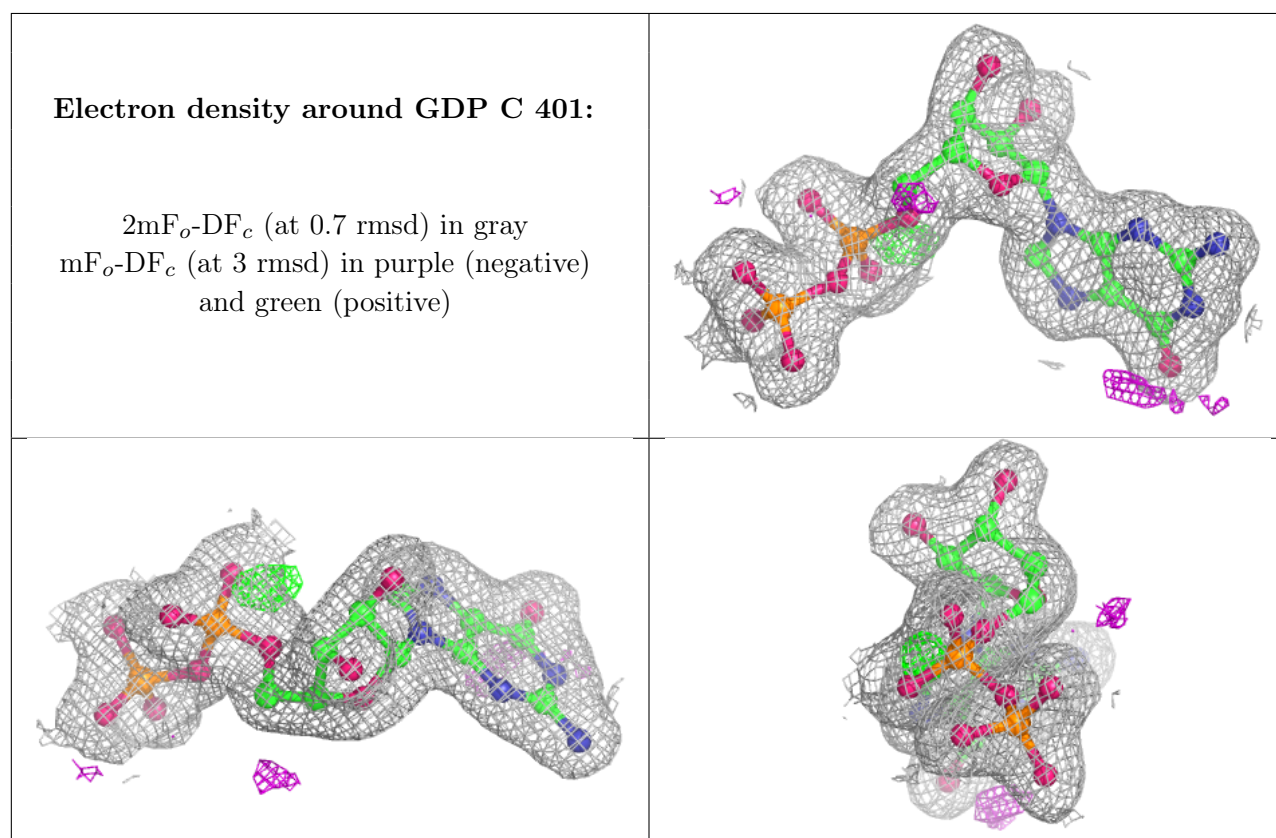 Electron density around GDP C 401:
2mFₒ-DF𝒸 (at 0.7 rmsd) in gray
mFₒ-DF𝒸 (at 3 rmsd) in purple (negative)
and green (positive)